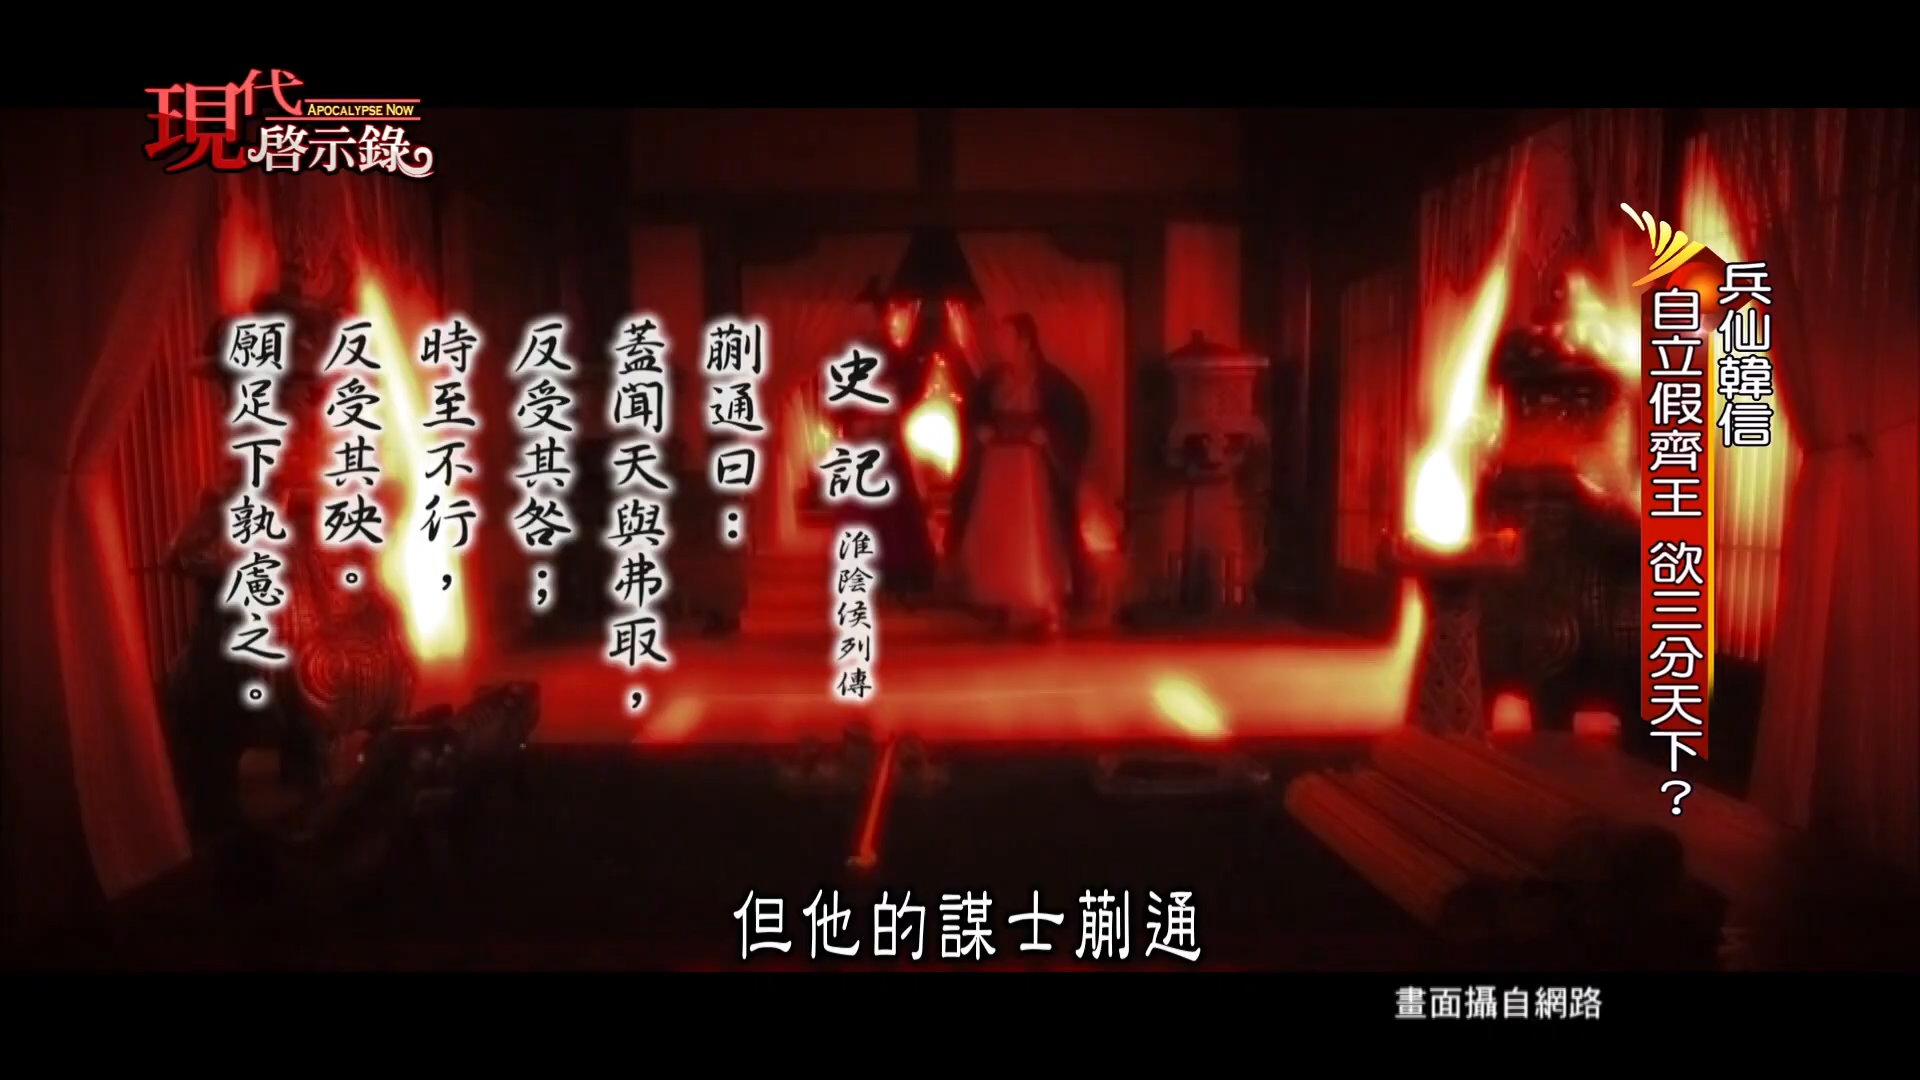 現代啓示錄
APOCALYPSE NOW
兵仙韓信
自立假齊王 欲三分天下？
史記 淮陰侯列傳
蒯通曰：
蓋聞天與弗取，
反受其咎；
時至不行，
反受其殃。
願足下孰慮之。
但他的謀士蒯通
畫面攝自網路